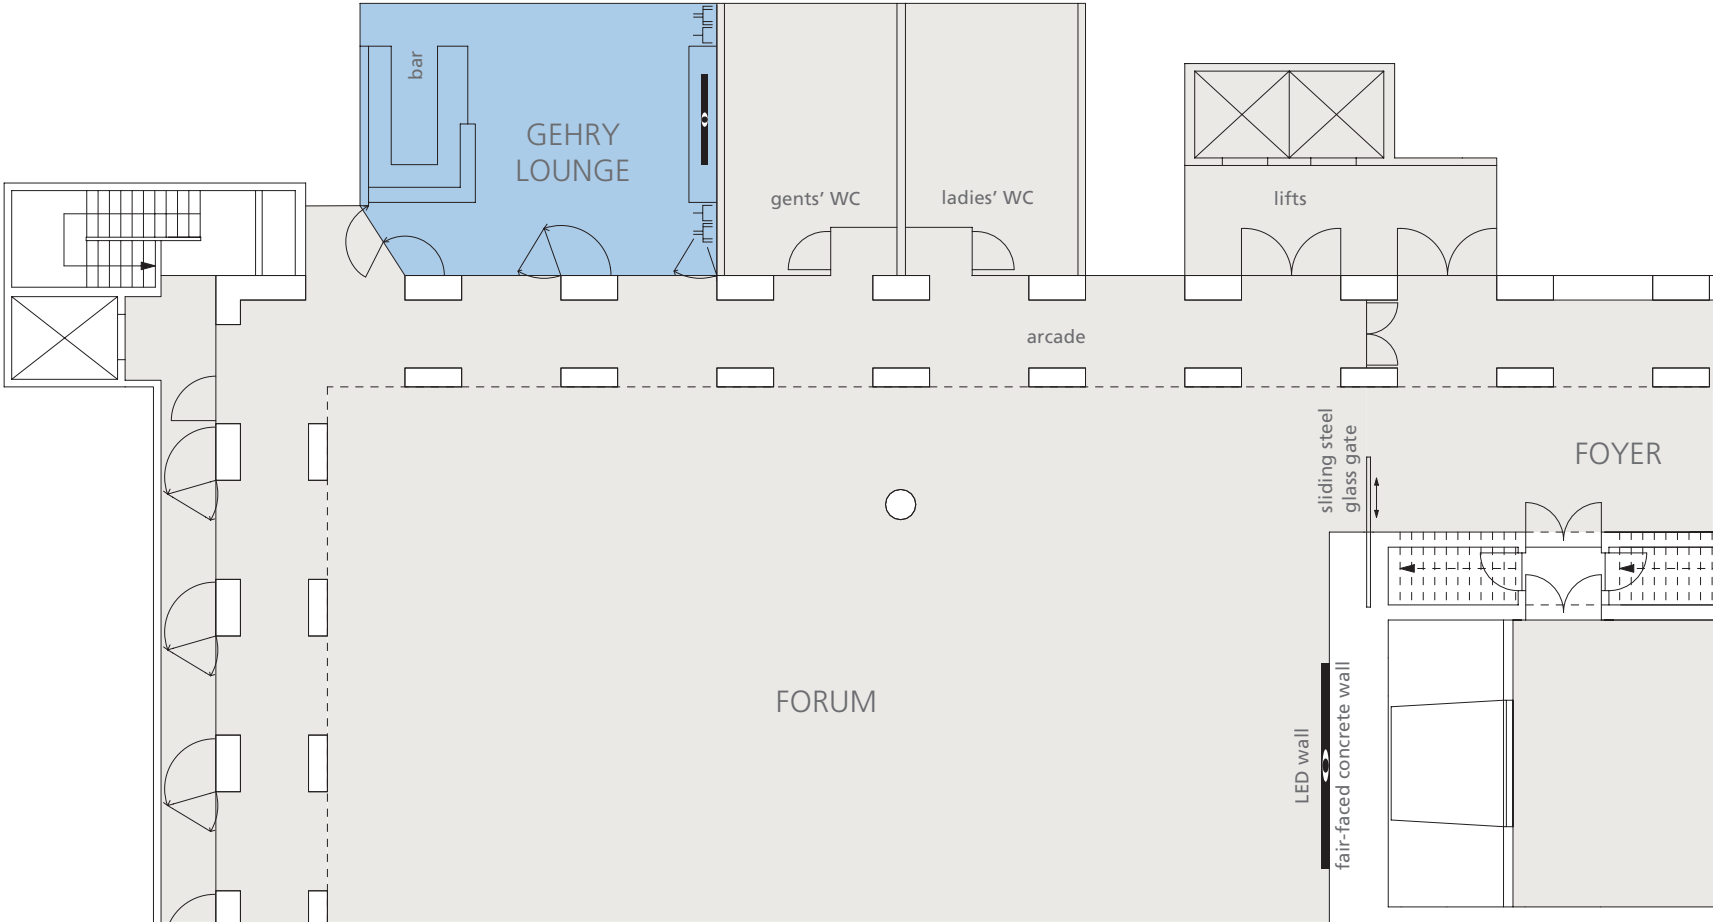 bar
GEHRY
LOUNGE
gents’ WC
ladies’ WC
lifts
arcade
sliding steel
glass gate
FOYER
FORUM
LED wall
fair-faced concrete wall